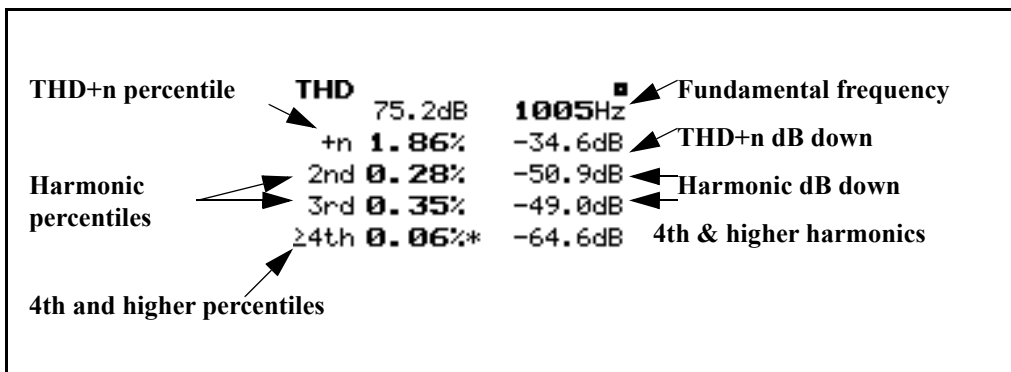 THD+n percentile THD Fundamental frequency
75.2dB 1005Hz
+n 1.86% -34.6dB THD+n dB down
Harmonic percentiles 2nd 0.28% -50.9dB Harmonic dB down
3rd 0.35% -49.0dB
≥4th 0.06%* -64.6dB 4th & higher harmonics
4th and higher percentiles